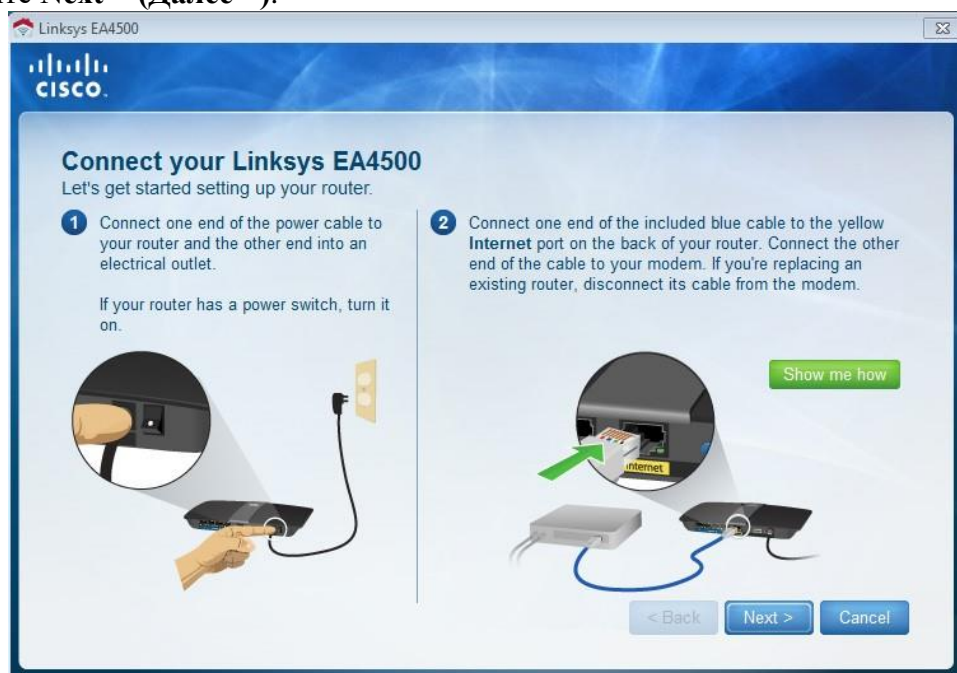 Next (Далее ).
Linksys EA4500
CISCO.
Connect your Linksys EA4500
Let's get started setting up your router.
1 Connect one end of the power cable to
your router and the other end into an
electrical outlet.
If your router has a power switch, turn it
on.
2 Connect one end of the included blue cable to the yellow
Internet port on the back of your router. Connect the other
end of the cable to your modem. If you're replacing an
existing router, disconnect its cable from the modem.
Show me how
Internet
< Back
Next >
Cancel